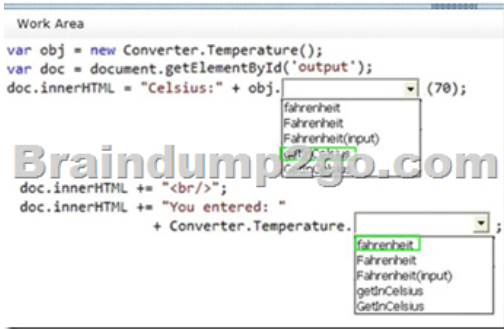 Work Area
var obj = new Converter.Temperature();
var doc = document.getElementById('output');
doc.innerHTML = "Celsius:" + obj. (70);
fahrenheit
Fahrenheit
Fahrenheit(input)
Braindump2go.com
doc.innerHTML += "<br/>";
doc.innerHTML += "You entered: "
+ Converter.Temperature. ;
fahrenheit
Fahrenheit
Fahrenheit(input)
getInCelsius
GetInCelsius